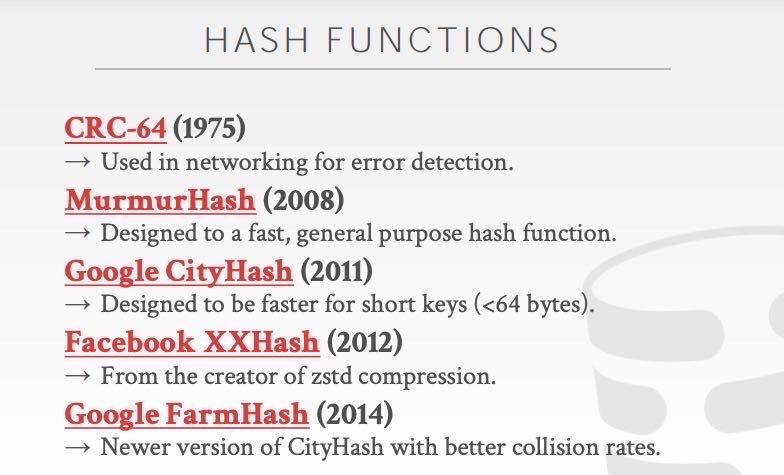 HASH FUNCTIONS
CRC-64 (1975)
→ Used in networking for error detection.
MurmurHash (2008)
→ Designed to a fast, general purpose hash function.
Google CityHash (2011)
→ Designed to be faster for short keys (<64 bytes).
Facebook XXHash (2012)
→ From the creator of zstd compression.
Google FarmHash (2014)
→ Newer version of CityHash with better collision rates.